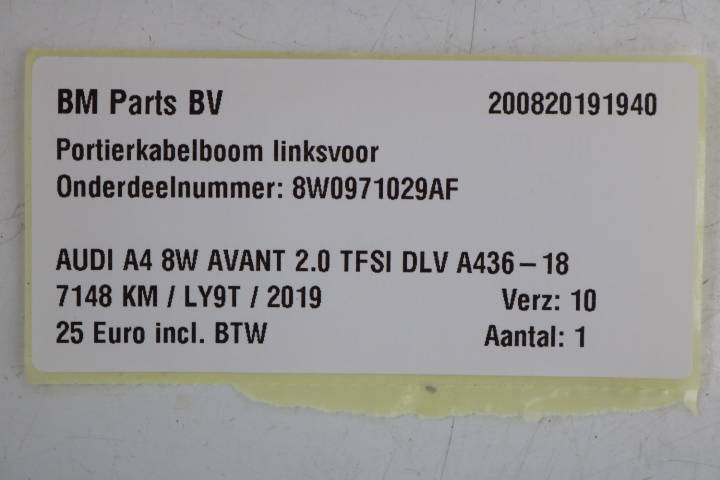 BM Parts BV 200820191940
Portierkabelboom linksvoor
Onderdeelnummer: 8W0971029AF
AUDI A4 8W AVANT 2.0 TFSI DLV A436-18
7148 KM / LY9T / 2019 Verz: 10
25 Euro incl. BTW Aantal: 1